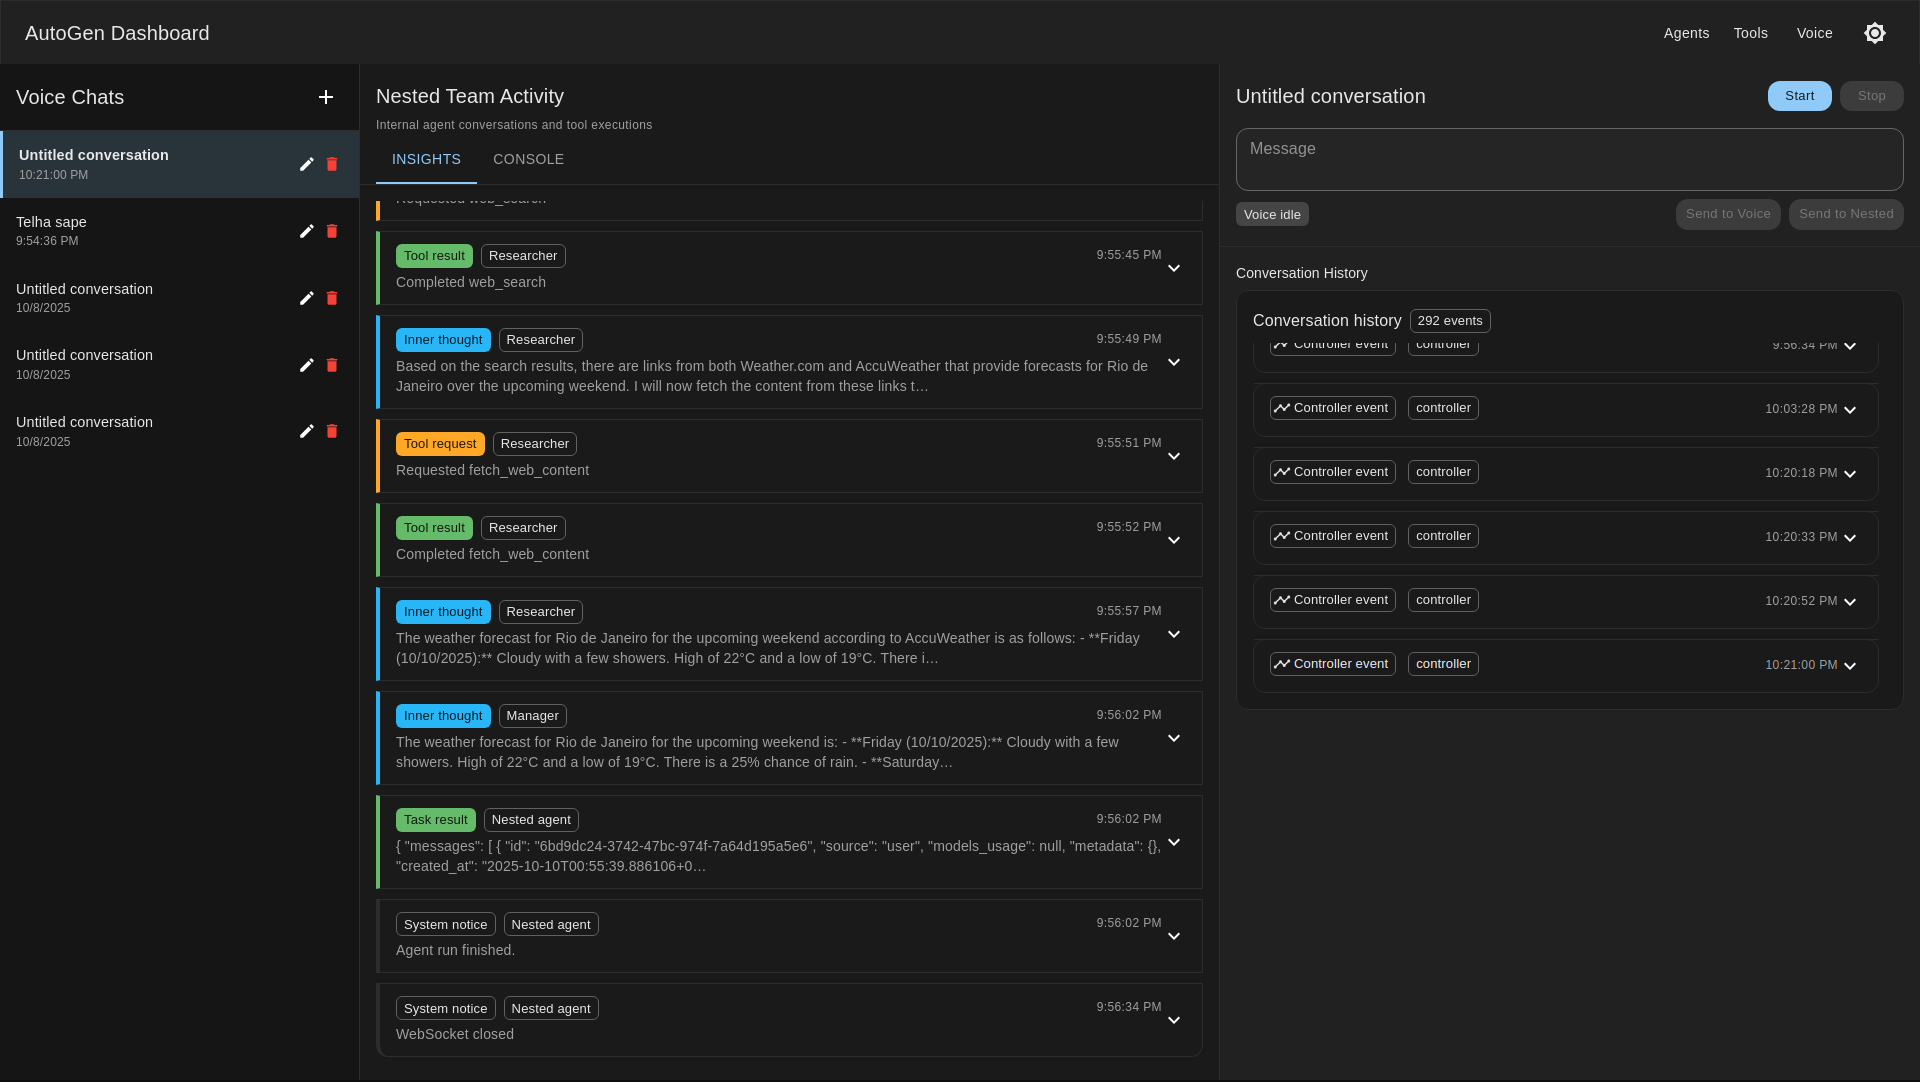 AutoGen Dashboard
Agents
Tools
Voice
Voice Chats
Untitled conversation
10:21:00 PM
Telha sape
9:54:36 PM
Untitled conversation
10/8/2025
Untitled conversation
10/8/2025
Untitled conversation
10/8/2025
Nested Team Activity
Internal agent conversations and tool executions
INSIGHTS
CONSOLE
Requested web_search
Tool result
Researcher
9:55:45 PM
Completed web_search
Inner thought
Researcher
9:55:49 PM
Based on the search results, there are links from both Weather.com and AccuWeather that provide forecasts for Rio de
Janeiro over the upcoming weekend. I will now fetch the content from these links t…
Tool request
Researcher
9:55:51 PM
Requested fetch_web_content
Tool result
Researcher
9:55:52 PM
Completed fetch_web_content
Inner thought
Researcher
9:55:57 PM
The weather forecast for Rio de Janeiro for the upcoming weekend according to AccuWeather is as follows: - **Friday
(10/10/2025):** Cloudy with a few showers. High of 22°C and a low of 19°C. There i…
Inner thought
Manager
9:56:02 PM
The weather forecast for Rio de Janeiro for the upcoming weekend is: - **Friday (10/10/2025):** Cloudy with a few
showers. High of 22°C and a low of 19°C. There is a 25% chance of rain. - **Saturday…
Task result
Nested agent
9:56:02 PM
{ "messages": [ { "id": "6bd9dc24-3742-47bc-974f-7a64d195a5e6", "source": "user", "models_usage": null, "metadata": {},
"created_at": "2025-10-10T00:55:39.886106+0…
System notice
Nested agent
9:56:02 PM
Agent run finished.
System notice
Nested agent
9:56:34 PM
WebSocket closed
Untitled conversation
Start
Stop
Message
Voice idle
Send to Voice
Send to Nested
Conversation History
Conversation history
292 events
Controller event
controller
9:56:34 PM
Controller event
controller
10:03:28 PM
Controller event
controller
10:20:18 PM
Controller event
controller
10:20:33 PM
Controller event
controller
10:20:52 PM
Controller event
controller
10:21:00 PM